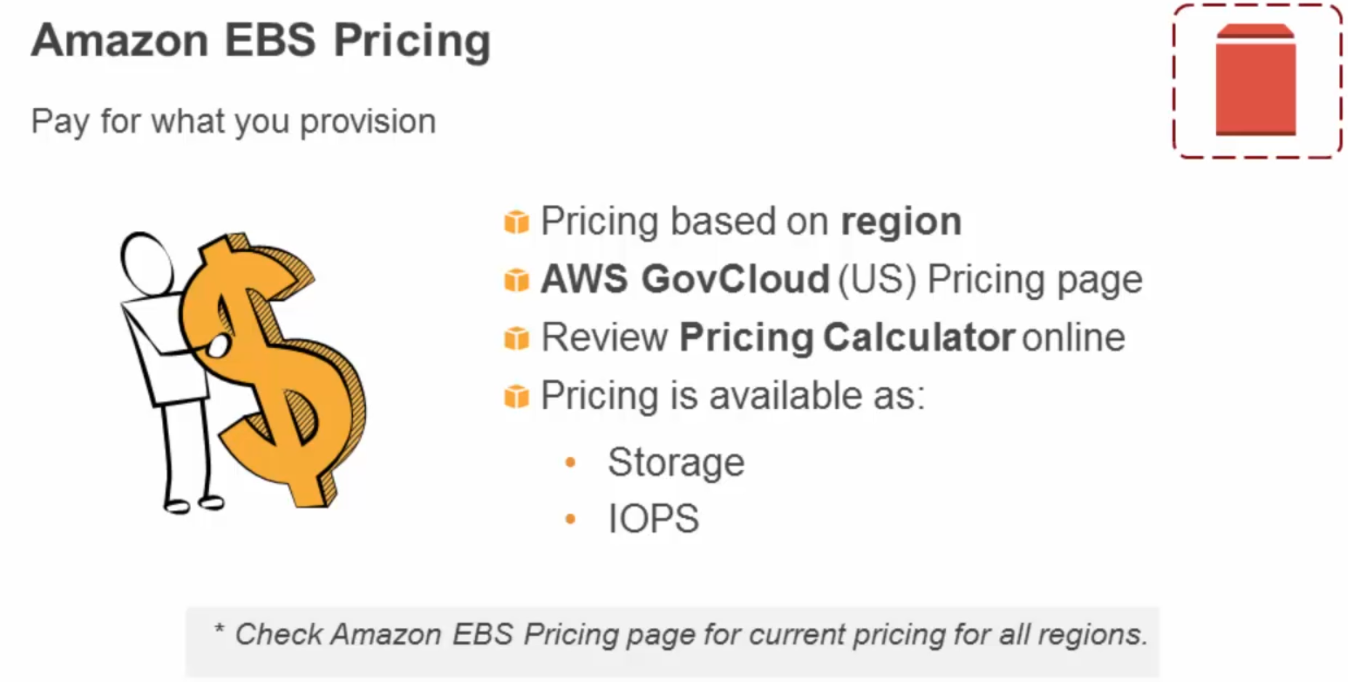 Amazon EBS Pricing
Pay for what you provision
Pricing based on region
AWS GovCloud (US) Pricing page
Review Pricing Calculator online
Pricing is available as:
• Storage
• IOPS
* Check Amazon EBS Pricing page for current pricing for all regions.